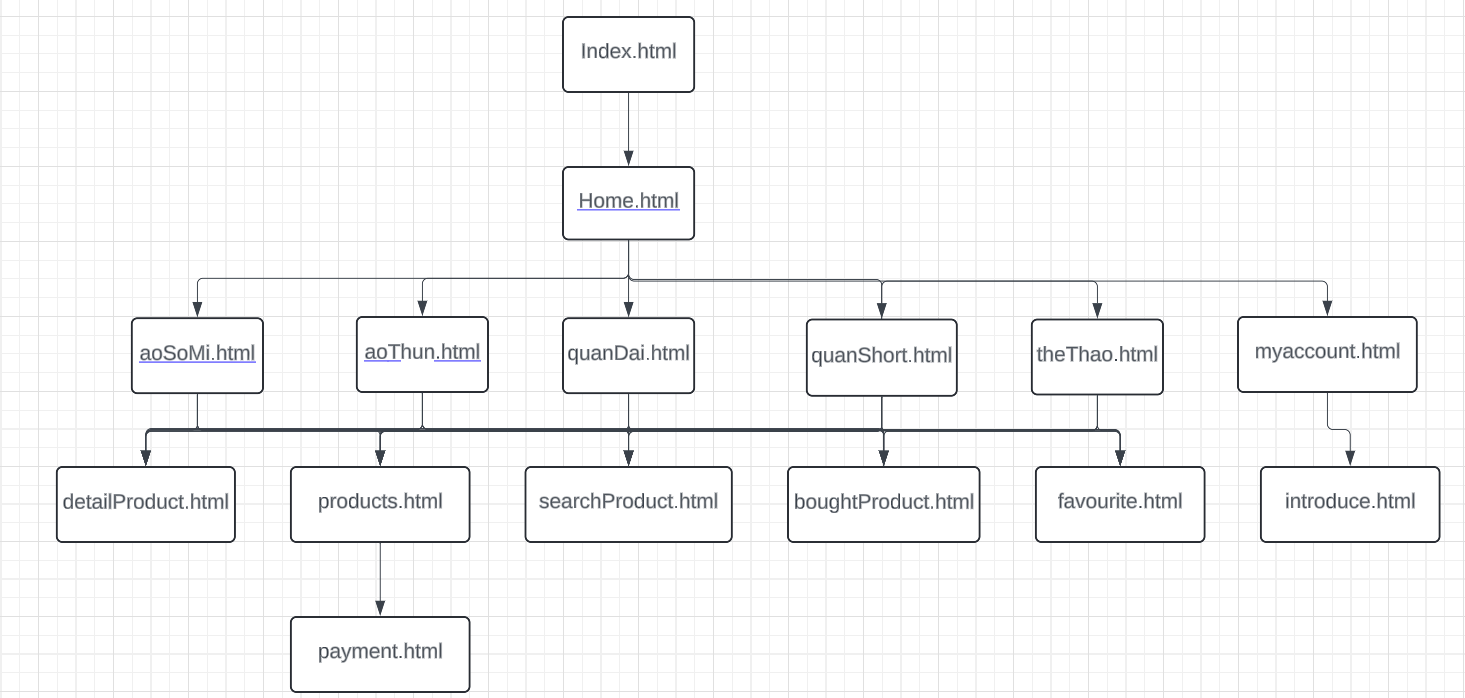 Index.html
Home.html
aoSoMi.html
aoThun.html
quanDai.html
quanShort.html
theThao.html
myaccount.html
detailProduct.html
products.html
searchProduct.html
boughtProduct.html
favourite.html
introduce.html
payment.html